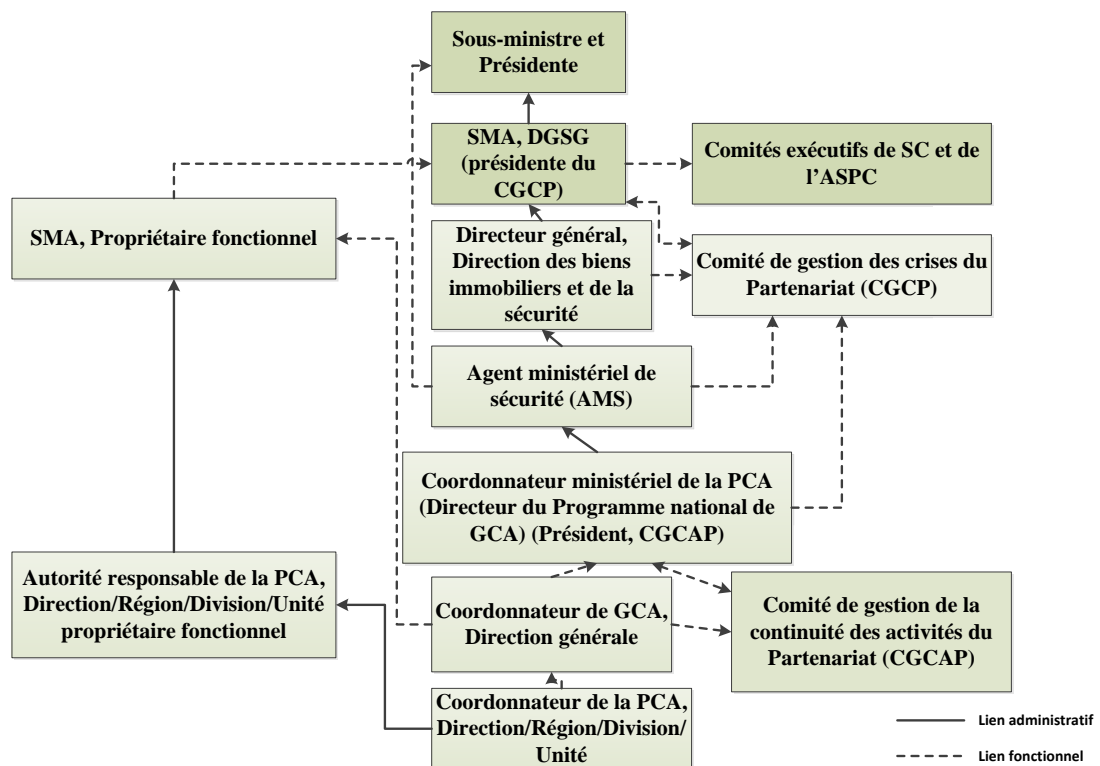 Sous-ministre et
Présidente
SMA, DGSG
(présidente du
CGCP)
Comités exécutifs de SC et de
l'ASPC
SMA, Propriétaire fonctionnel
Directeur général,
Direction des biens
immobiliers et de la
sécurité
Comité de gestion des crises du
Partenariat (CGCP)
Agent ministériel de
sécurité (AMS)
Coordonnateur ministériel de la PCA
(Directeur du Programme national de
GCA) (Président, CGCAP)
Autorité responsable de la PCA,
Direction/Région/Division/Unité
propriétaire fonctionnel
Coordonnateur de GCA,
Direction générale
Comité de gestion de la
continuité des activités du
Partenariat (CGCAP)
Coordonnateur de la PCA,
Direction/Région/Division/
Unité
Lien administratif
Lien fonctionnel